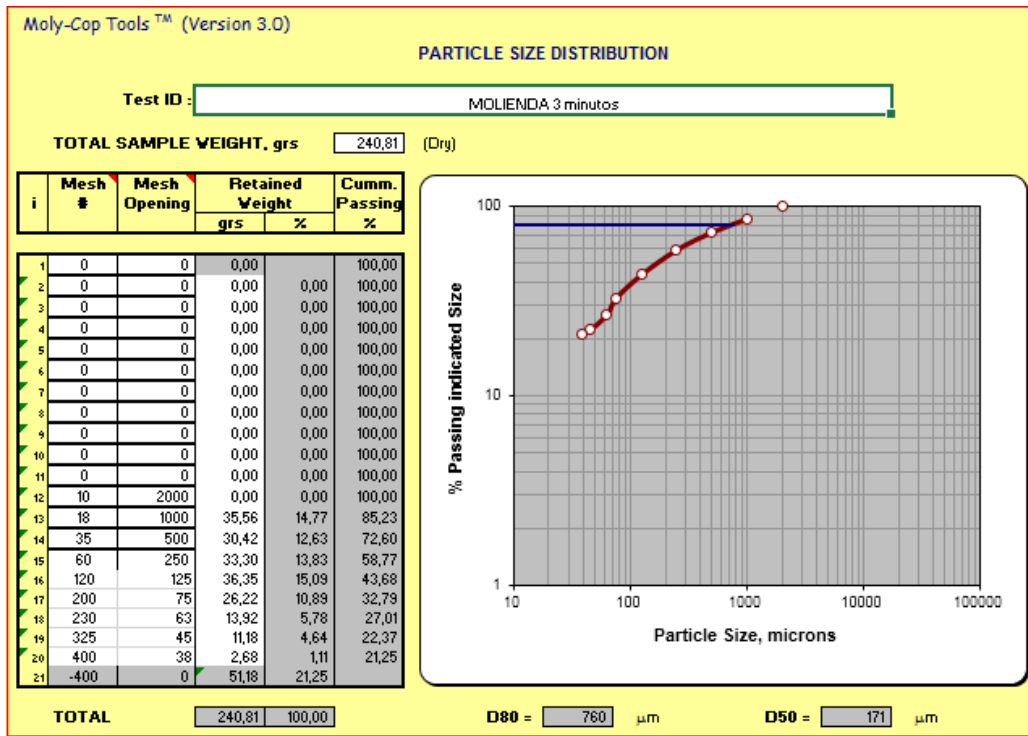 Moly-Cop Tools ™ (Version 3.0)
PARTICLE SIZE DISTRIBUTION
Test ID : MOLIENDA 3 minutos
TOTAL SAMPLE WEIGHT, grs 240,81 (Dry)
i Mesh # Mesh Opening Retained Weight grs % Cumm. Passing %
1 0 0 0,00 100,00
2 0 0 0,00 0,00 100,00
3 0 0 0,00 0,00 100,00
4 0 0 0,00 0,00 100,00
5 0 0 0,00 0,00 100,00
6 0 0 0,00 0,00 100,00
7 0 0 0,00 0,00 100,00
8 0 0 0,00 0,00 100,00
9 0 0 0,00 0,00 100,00
10 0 0 0,00 0,00 100,00
11 0 0 0,00 0,00 100,00
12 10 2000 0,00 0,00 100,00
13 18 1000 35,56 14,77 85,23
14 35 500 30,42 12,63 72,60
15 60 250 33,30 13,83 58,77
16 120 125 36,35 15,09 43,68
17 200 75 26,22 10,89 32,79
18 230 63 13,92 5,78 27,01
19 325 45 11,18 4,64 22,37
20 400 38 2,68 1,11 21,25
21 -400 0 51,18 21,25
TOTAL 240,81 100,00
% Passing indicated Size
100
10
1
10 100 1000 10000 100000
Particle Size, microns
D80 = 760 µm D50 = 171 µm